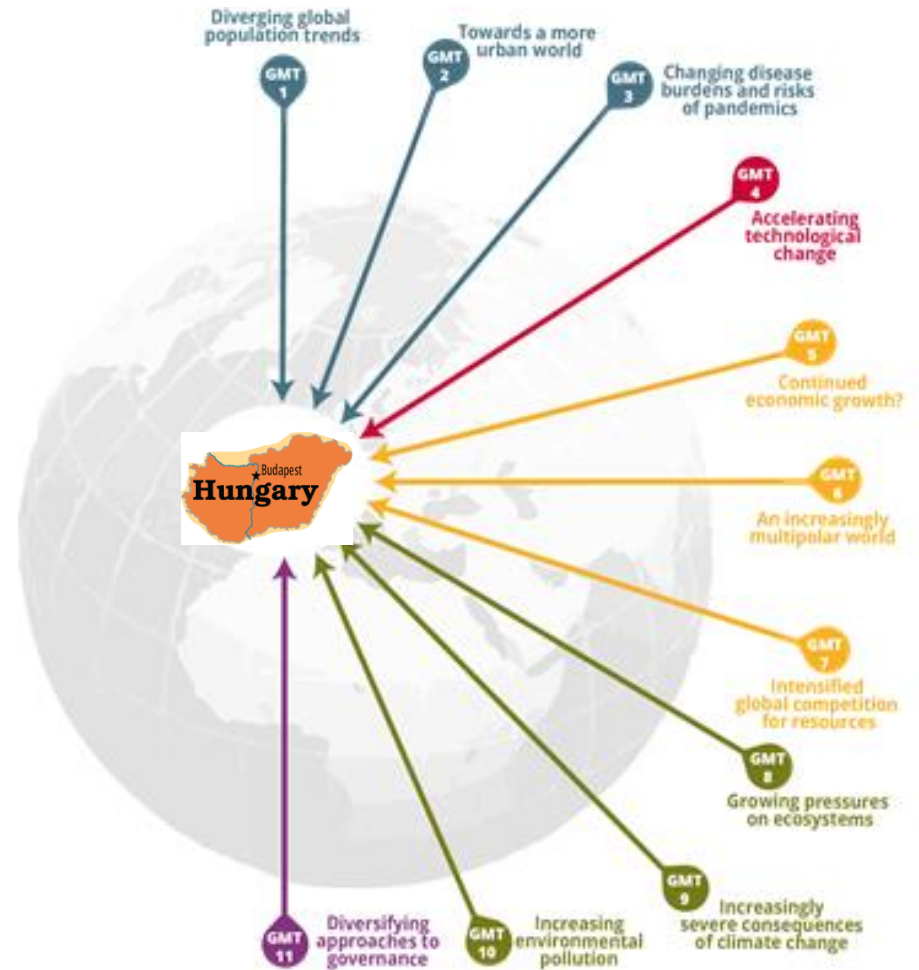 Diverging global
population trends
GMT
1
Towards a more
urban world
GMT
2
Changing disease
burdens and risks
of pandemics
GMT
3
GMT
4
Accelerating
technological
change
GMT
5
Continued
economic growth?
GMT
6
An increasingly
multipolar world
GMT
7
Intensified
global competition
for resources
GMT
8
Growing pressures
on ecosystems
GMT
9
Increasingly
severe consequences
of climate change
GMT
10
Increasing
environmental
pollution
GMT
11
Diversifying
approaches to
governance
Budapest
Hungary